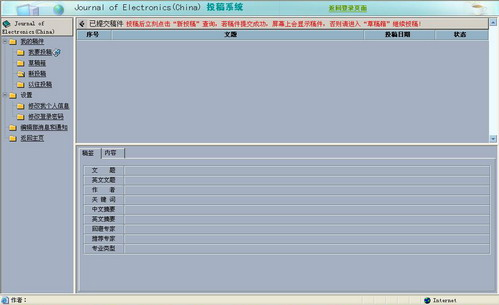 Journal of Electronics(China) 投稿系统
返回登录页面
Journal of
Electronics(China)
我的稿件
我要投稿
草稿箱
新投稿
以往投稿
设置
修改我个人信息
修改登录密码
编辑部消息和通知
返回主页
已提交稿件 投稿后立刻点击“新投稿”查询，若稿件提交成功，屏幕上会显示稿件，否则请进入“草稿箱”继续投稿！
序号 文题 投稿日期 状态
稿签 内容
文 题
英文文题
作 者
关 键 词
中文摘要
英文摘要
回避专家
推荐专家
专业类型
作者：
Internet